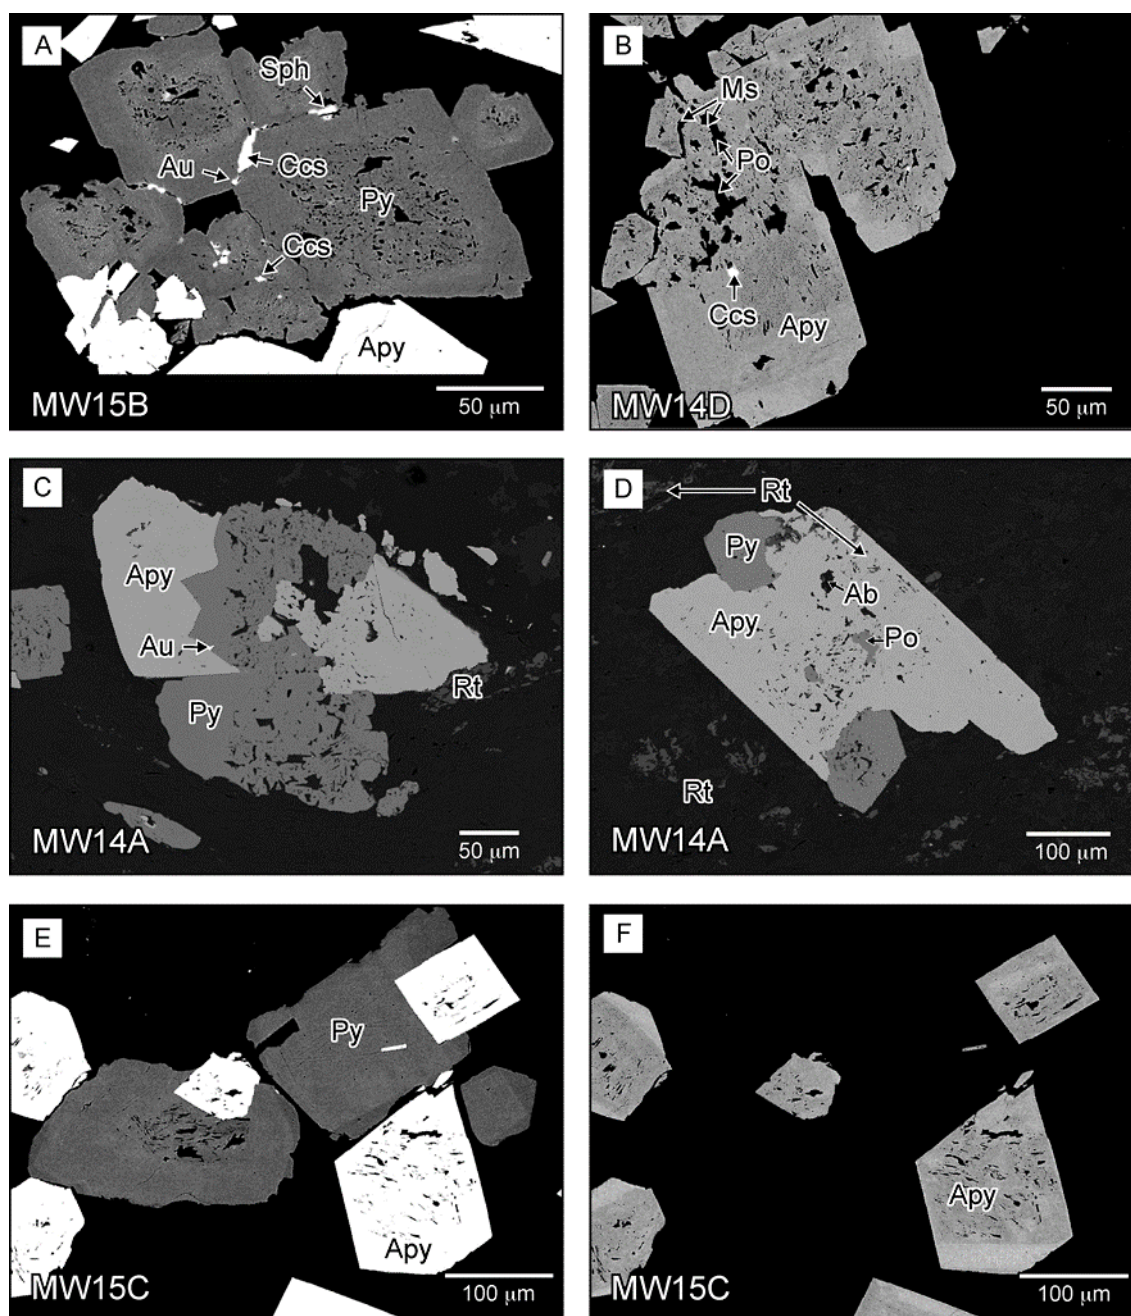 A
Sph
Au
Ccs
Py
Ccs
Apy
MW15B
50 μm
B
Ms
Po
Ccs
Apy
MW14D
50 μm
C
Apy
Au
Rt
Py
MW14A
50 μm
D
Rt
Py
Ab
Apy
Po
Rt
MW14A
100 μm
E
Py
Apy
MW15C
100 μm
F
Apy
MW15C
100 μm